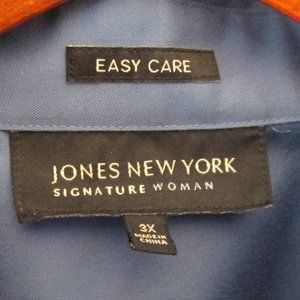 EASY CARE
JONES NEW YORK
SIGNATURE WOMAN
3X
MADE IN
CHINA